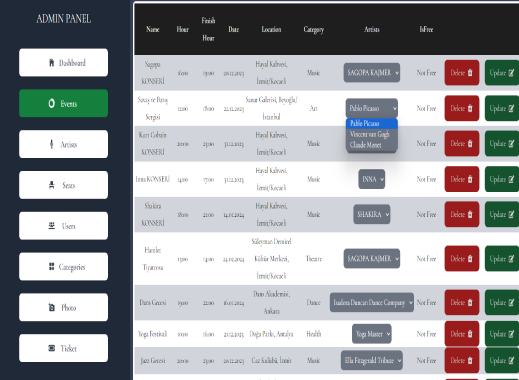 ADMIN PANEL
Dashboard
Events
Artists
Seats
Users
Categories
Photo
Ticket
Name Hour Finish Hour Date Location Category Artists IsFree
Sagopa KONSERİ 16:00 19:00 20.12.2023 Hayal Kahvesi, İzmit/Kocaeli Music SAGOPA KAJMER Not Free Delete Update
Savaş ve Barış Sergisi 12:00 18:00 22.12.2023 Sanat Galerisi, Beyoğlu/İstanbul Art Pablo Picasso Not Free Delete Update
Pablo Picasso
Vincent van Gogh
Claude Monet
Kurt Cobain KONSERİ 20:00 23:00 31.12.2023 Hayal Kahvesi, İzmit/Kocaeli Music Not Free Delete Update
Inna KONSERİ 14:00 17:00 31.12.2023 Hayal Kahvesi, İzmit/Kocaeli Music INNA Not Free Delete Update
Shakira KONSERİ 18:00 21:00 14.01.2024 Hayal Kahvesi, İzmit/Kocaeli Music SHAKIRA Not Free Delete Update
Hamlet Tiyatrosu 13:00 14:00 24.02.2024 Süleyman Demirel Kültür Merkezi, İzmit/Kocaeli Theatre SAGOPA KAJMER Not Free Delete Update
Dans Gecesi 19:00 22:00 16.01.2024 Dans Akademisi, Ankara Dance Isadora Duncan Dance Company Not Free Delete Update
Yoga Festivali 10:00 16:00 20.12.2023 Doğa Parkı, Antalya Health Yoga Master Not Free Delete Update
Jazz Gecesi 20:00 23:00 20.12.2023 Caz Kulübü, İzmir Music Ella Fitzgerald Tribute Not Free Delete Update